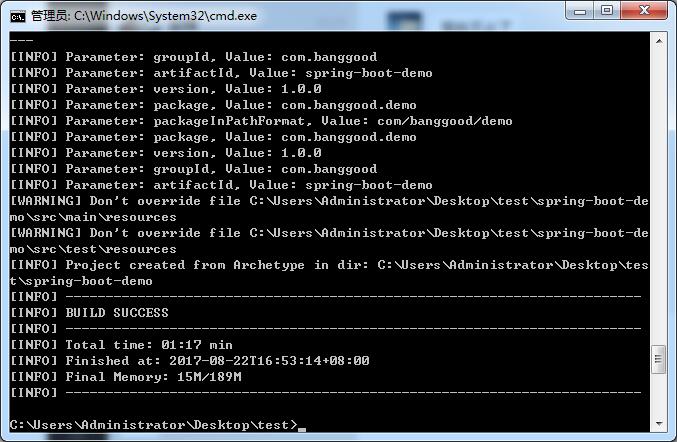 管理员: C:\Windows\System32\cmd.exe
---
[INFO] Parameter: groupId, Value: com.banggood
[INFO] Parameter: artifactId, Value: spring-boot-demo
[INFO] Parameter: version, Value: 1.0.0
[INFO] Parameter: package, Value: com.banggood.demo
[INFO] Parameter: packageInPathFormat, Value: com/banggood/demo
[INFO] Parameter: package, Value: com.banggood.demo
[INFO] Parameter: version, Value: 1.0.0
[INFO] Parameter: groupId, Value: com.banggood
[INFO] Parameter: artifactId, Value: spring-boot-demo
[WARNING] Don't override file C:\Users\Administrator\Desktop\test\spring-boot-de
mo\src\main\resources
[WARNING] Don't override file C:\Users\Administrator\Desktop\test\spring-boot-de
mo\src\test\resources
[INFO] Project created from Archetype in dir: C:\Users\Administrator\Desktop\tes
t\spring-boot-demo
[INFO] ------------------------------------------------------------------------
[INFO] BUILD SUCCESS
[INFO] ------------------------------------------------------------------------
[INFO] Total time: 01:17 min
[INFO] Finished at: 2017-08-22T16:53:14+08:00
[INFO] Final Memory: 15M/189M
[INFO] ------------------------------------------------------------------------
C:\Users\Administrator\Desktop\test>